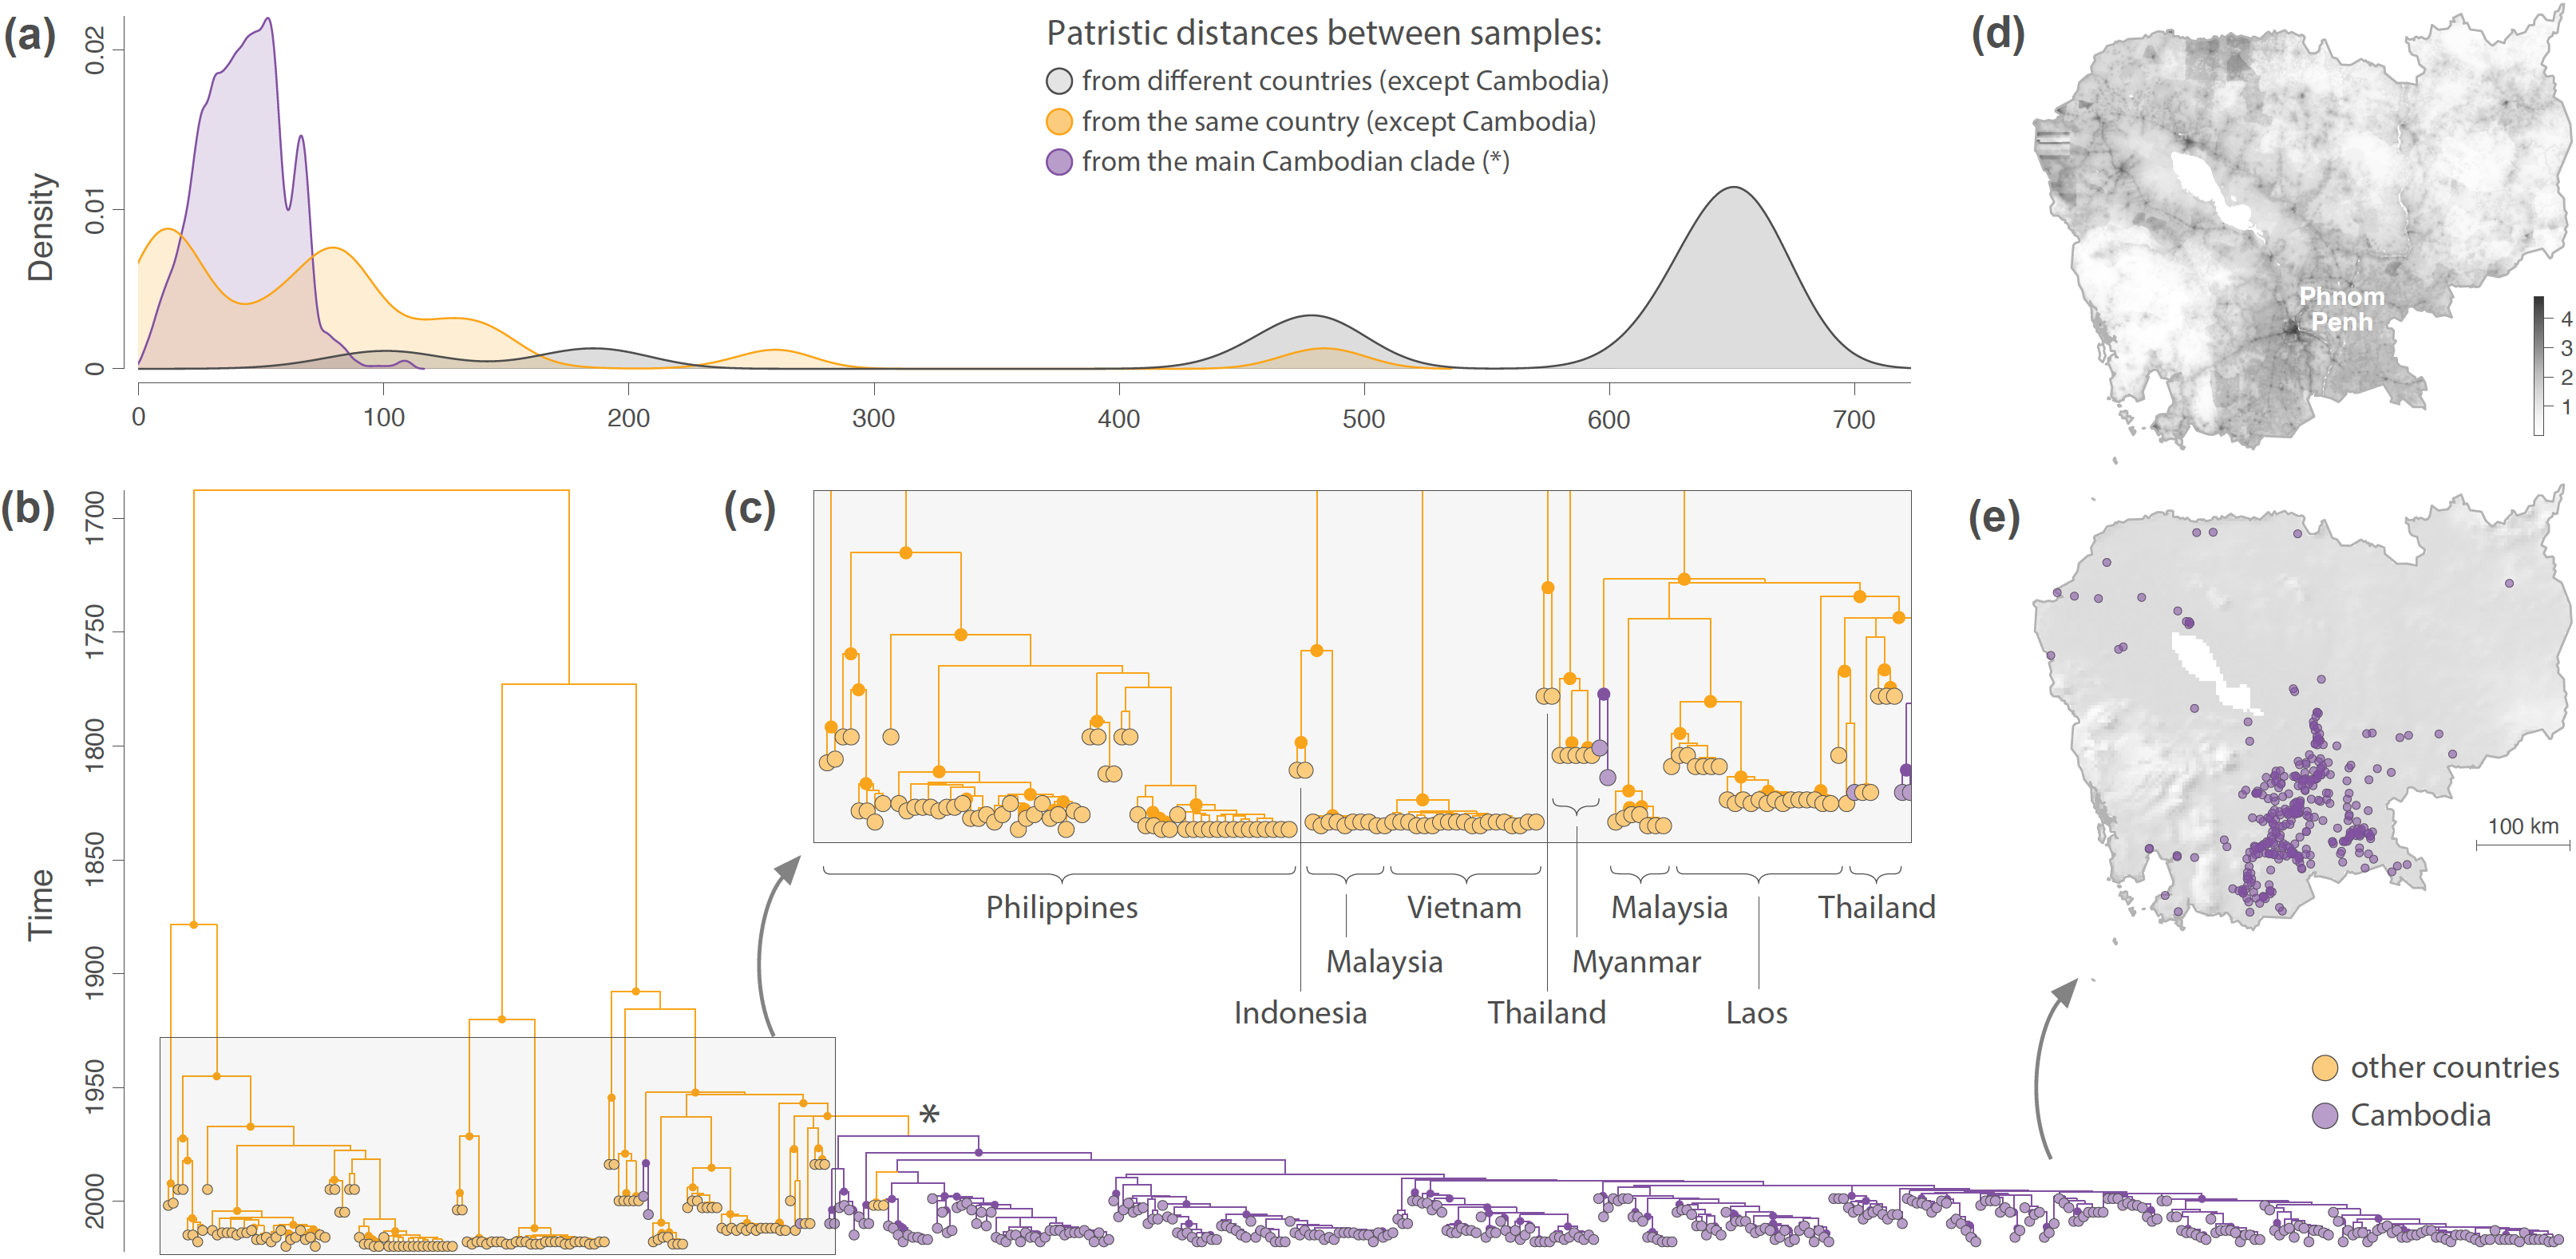 (a)
Density
0.02
0.01
0
0 100 200 300 400 500 600 700
Patristic distances between samples:
from different countries (except Cambodia)
from the same country (except Cambodia)
from the main Cambodian clade (*)
(d)
Phnom
Penh
4
3
2
1
(b)
Time
1700
1750
1800
1850
1900
1950
2000
*
(c)
Philippines
Vietnam
Malaysia
Thailand
Malaysia
Myanmar
Indonesia
Thailand
Laos
(e)
100 km
other countries
Cambodia